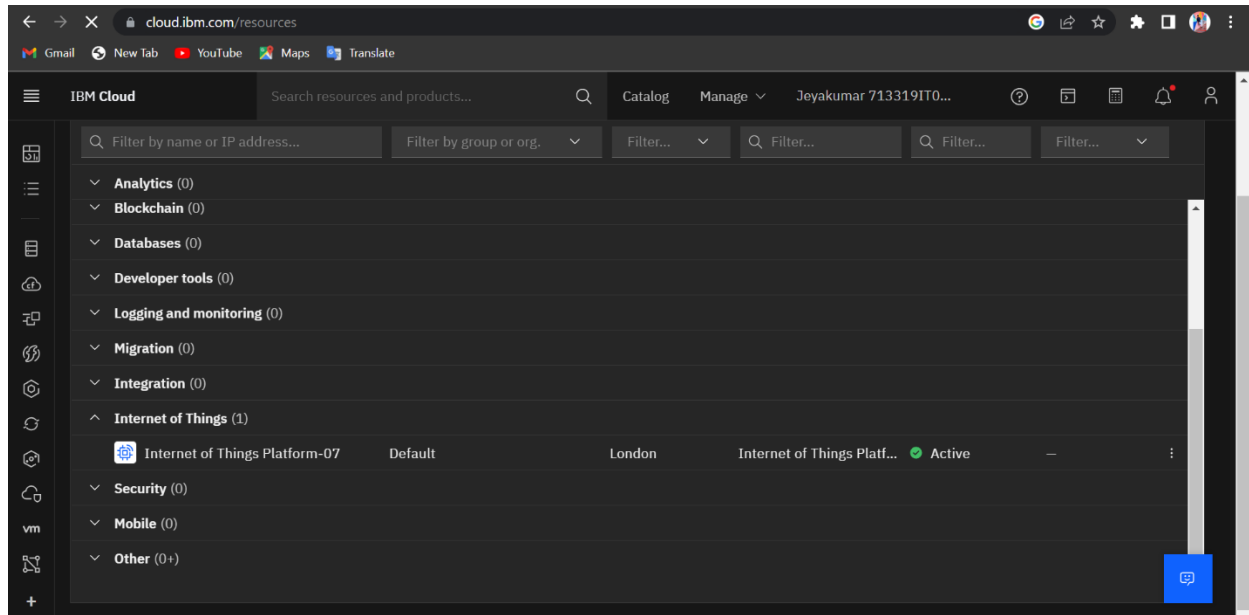 cloud.ibm.com/resources
Gmail New Tab YouTube Maps Translate
IBM Cloud Search resources and products... Catalog Manage Jeyakumar 713319IT0...
Filter by name or IP address... Filter by group or org. Filter... Filter... Filter... Filter...
Analytics (0)
Blockchain (0)
Databases (0)
Developer tools (0)
Logging and monitoring (0)
Migration (0)
Integration (0)
Internet of Things (1)
Internet of Things Platform-07 Default London Internet of Things Platf... Active —
Security (0)
Mobile (0)
vm
Other (0+)